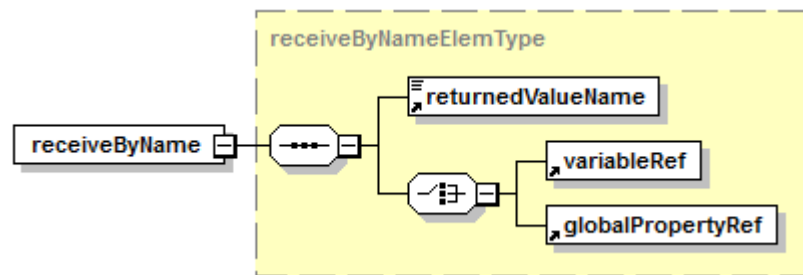 receiveByNameElemType
returnedValueName
receiveByName
variableRef
globalPropertyRef